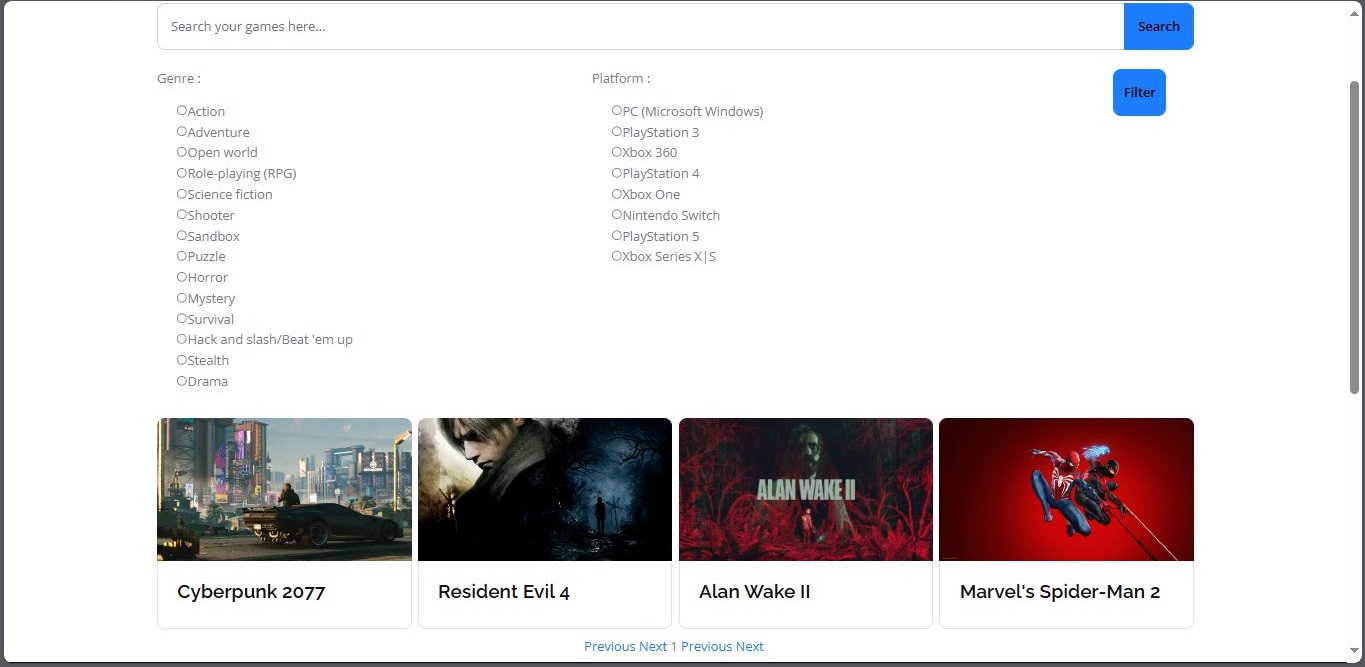 Search your games here...
Search
Genre :
Action
Adventure
Open world
Role-playing (RPG)
Science fiction
Shooter
Sandbox
Puzzle
Horror
Mystery
Survival
Hack and slash/Beat 'em up
Stealth
Drama
Platform :
PC (Microsoft Windows)
PlayStation 3
Xbox 360
PlayStation 4
Xbox One
Nintendo Switch
PlayStation 5
Xbox Series X|S
Filter
ALAN WAKE II
Cyberpunk 2077
Resident Evil 4
Alan Wake II
Marvel's Spider-Man 2
Previous Next 1 Previous Next